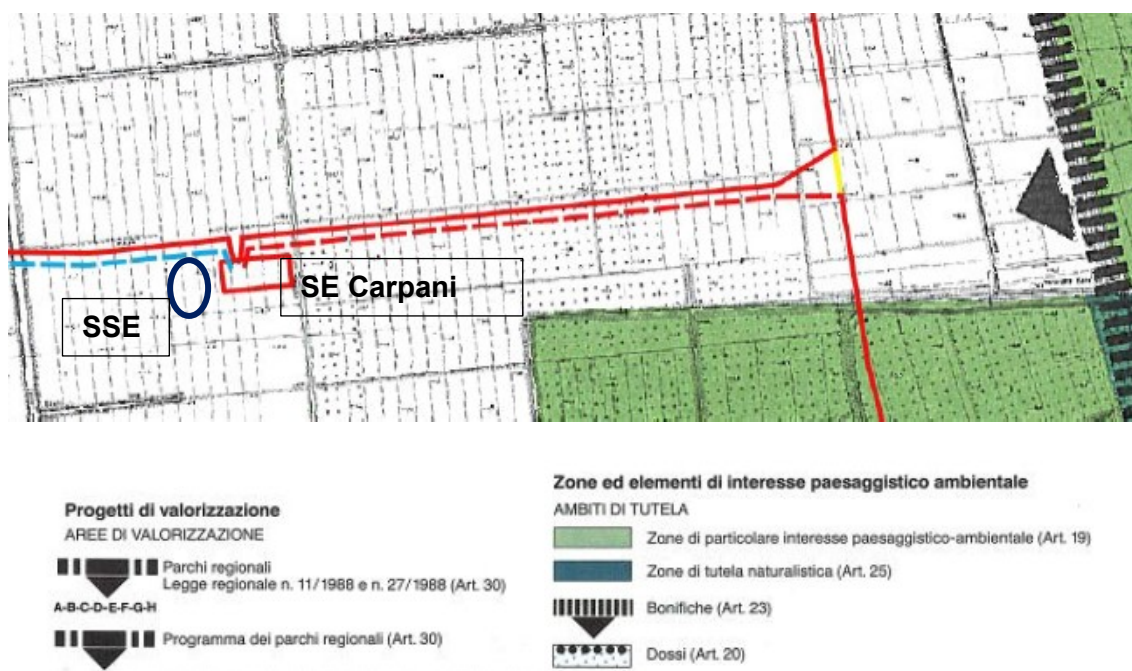 SE Carpani
SSE
Progetti di valorizzazione
AREE DI VALORIZZAZIONE
Parchi regionali
Legge regionale n. 11/1988 e n. 27/1988 (Art. 30)
A-B-C-D-E-F-G-H
Programma dei parchi regionali (Art. 30)
Zone ed elementi di interesse paesaggistico ambientale
AMBITI DI TUTELA
Zone di particolare interesse paesaggistico-ambientale (Art. 19)
Zone di tutela naturalistica (Art. 25)
Bonifiche (Art. 23)
Dossi (Art. 20)